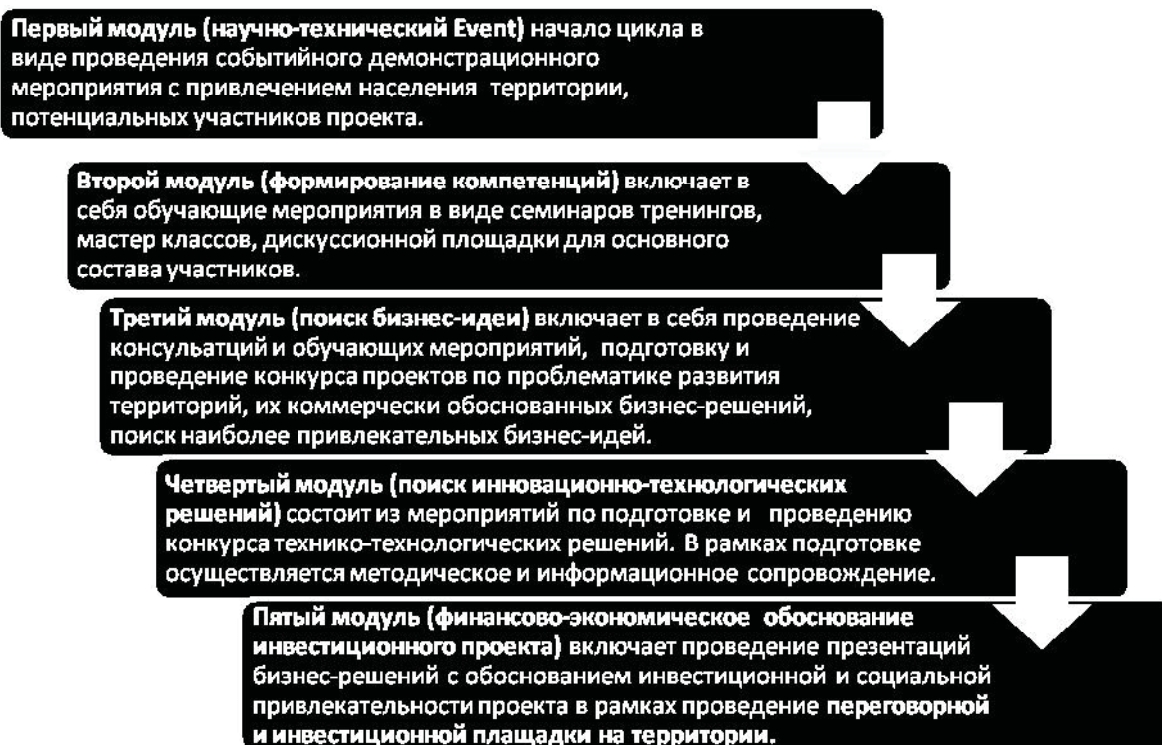 Первый модуль (научно-технический Event) начало цикла в
виде проведения событийного демонстрационного
мероприятия с привлечением населения территории,
потенциальных участников проекта.
Второй модуль (формирование компетенций) включает в
себя обучающие мероприятия в виде семинаров тренингов,
мастер классов, дискуссионной площадки для основного
состава участников.
Третий модуль (поиск бизнес-идеи) включает в себя проведение
консульатций и обучающих мероприятий, подготовку и
проведение конкурса проектов по проблематике развития
территорий, их коммерчески обоснованных бизнес-решений,
поиск наиболее привлекательных бизнес-идей.
Четвертый модуль (поиск инновационно-технологических
решений) состоит из мероприятий по подготовке и проведению
конкурса технико-технологических решений. В рамках подготовке
осуществляется методическое и информационное сопровождение.
Пятый модуль (финансово-экономическое обоснование
инвестиционного проекта) включает проведение презентаций
бизнес-решений с обоснованием инвестиционной и социальной
привлекательности проекта в рамках проведение переговорной
и инвестиционной плащадки на территории.